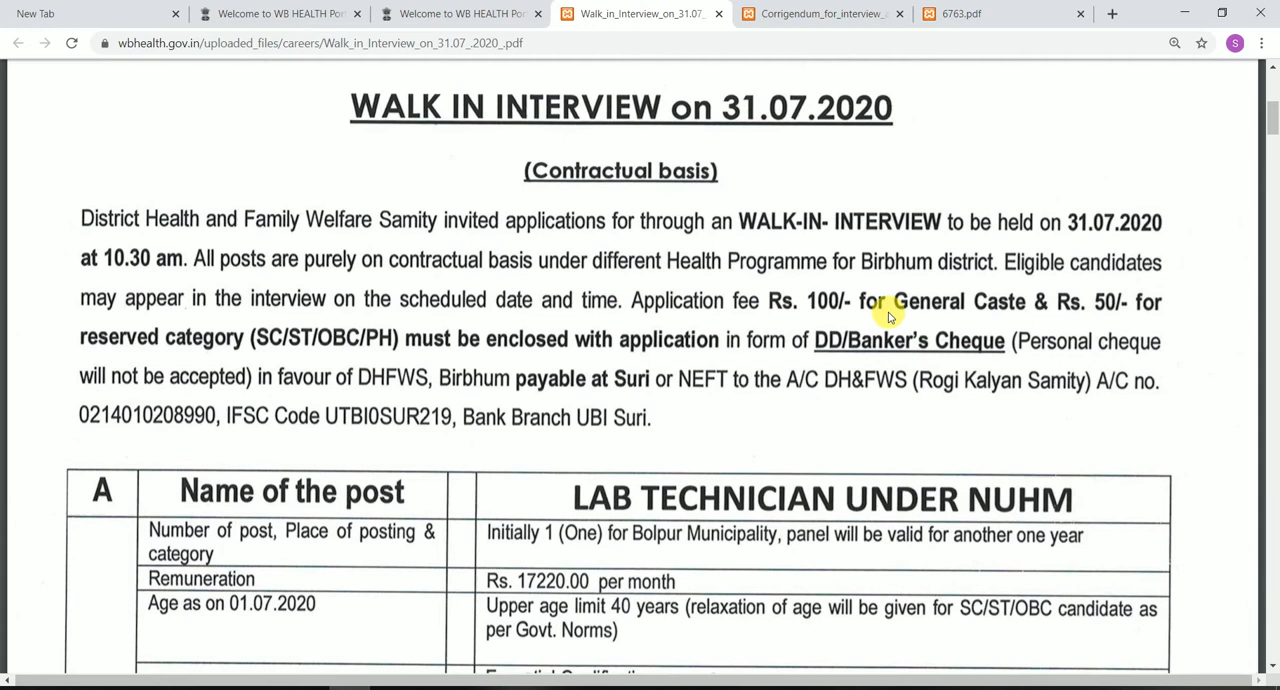 New Tab
Welcome to WB HEALTH Por
Welcome to WB HEALTH Por
Walk_in_Interview_on_31.07_
Corrigendum_for_interview_
6763.pdf
wbhealth.gov.in/uploaded_files/careers/Walk_in_Interview_on_31.07_.2020_.pdf
S
WALK IN INTERVIEW on 31.07.2020
(Contractual basis)
District Health and Family Welfare Samity invited applications for through an WALK-IN- INTERVIEW to be held on 31.07.2020
at 10.30 am. All posts are purely on contractual basis under different Health Programme for Birbhum district. Eligible candidates
may appear in the interview on the scheduled date and time. Application fee Rs. 100/- for General Caste & Rs. 50/- for
reserved category (SC/ST/OBC/PH) must be enclosed with application in form of DD/Banker's Cheque (Personal cheque
will not be accepted) in favour of DHFWS, Birbhum payable at Suri or NEFT to the A/C DH&FWS (Rogi Kalyan Samity) A/C no.
0214010208990, IFSC Code UTBI0SUR219, Bank Branch UBI Suri.
A Name of the post LAB TECHNICIAN UNDER NUHM
Number of post, Place of posting & category Initially 1 (One) for Bolpur Municipality, panel will be valid for another one year
Remuneration Rs. 17220.00 per month
Age as on 01.07.2020 Upper age limit 40 years (relaxation of age will be given for SC/ST/OBC candidate as
per Govt. Norms)